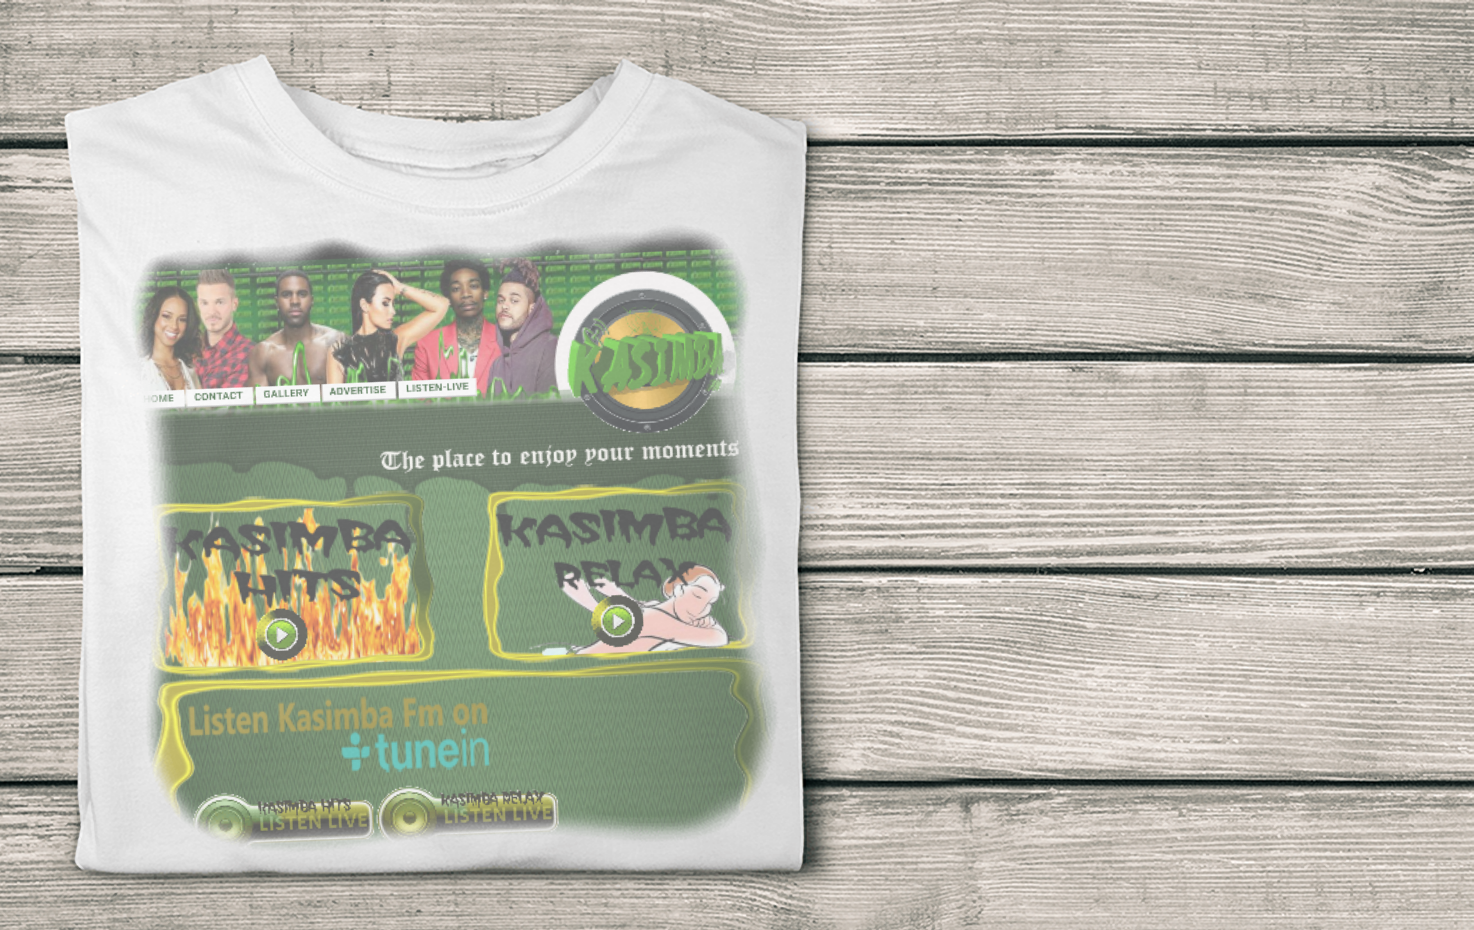 HOME CONTACT GALLERY ADVERTISE LISTEN-LIVE
KASIMBA
The place to enjoy your moments
KASIMBA
HITS
KASIMBA
RELAX
Listen Kasimba Fm on
tunein
KASIMBA HITS
LISTEN LIVE
KASIMBA RELAX
LISTEN LIVE